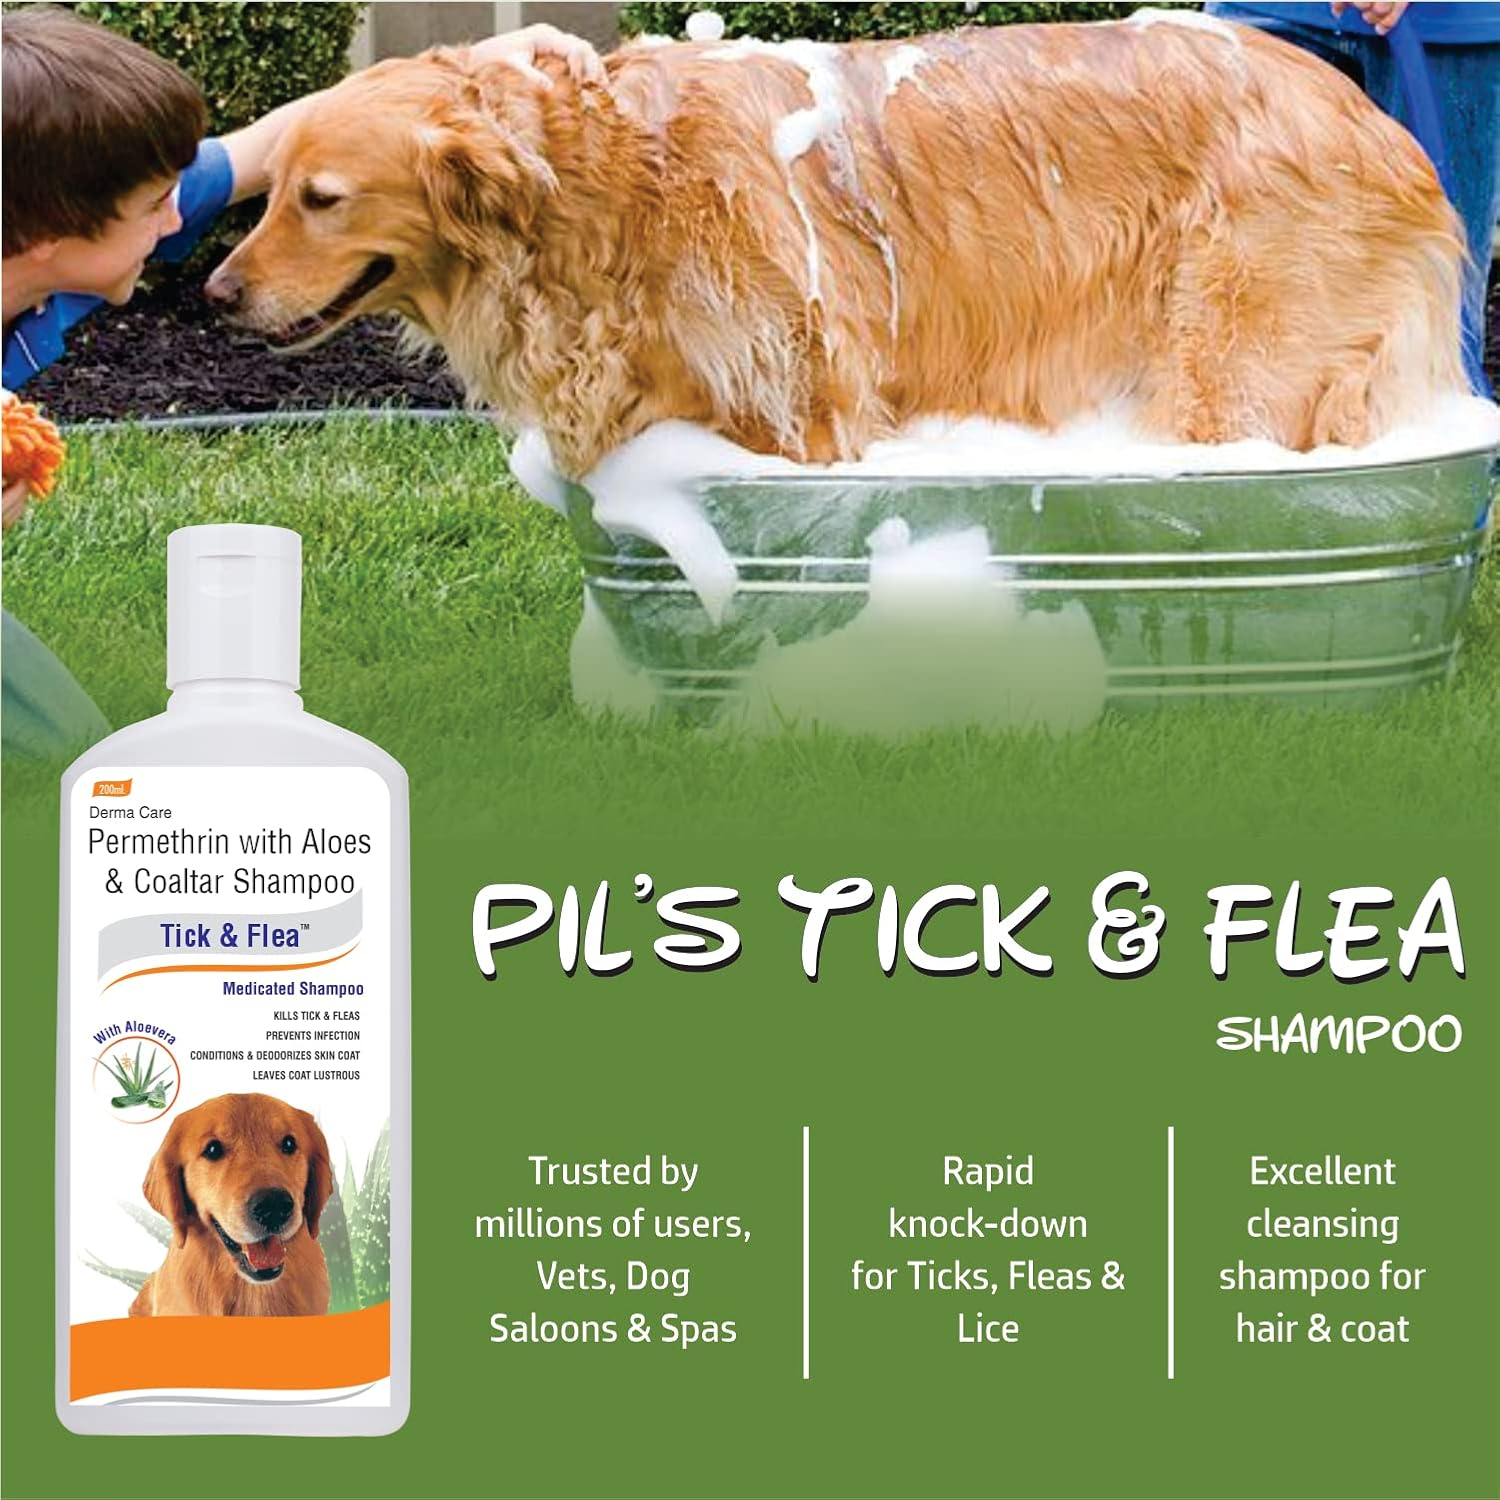 200mL
Derma Care
Permethrin with Aloes
& Coaltar Shampoo
Tick & Flea™
Medicated Shampoo
With Aloevera
KILLS TICK & FLEAS
PREVENTS INFECTION
CONDITIONS & DEODORIZES SKIN COAT
LEAVES COAT LUSTROUS
PIL'S TICK & FLEA
SHAMPOO
Trusted by
millions of users,
Vets, Dog
Saloons & Spas
Rapid
knock-down
for Ticks, Fleas &
Lice
Excellent
cleansing
shampoo for
hair & coat